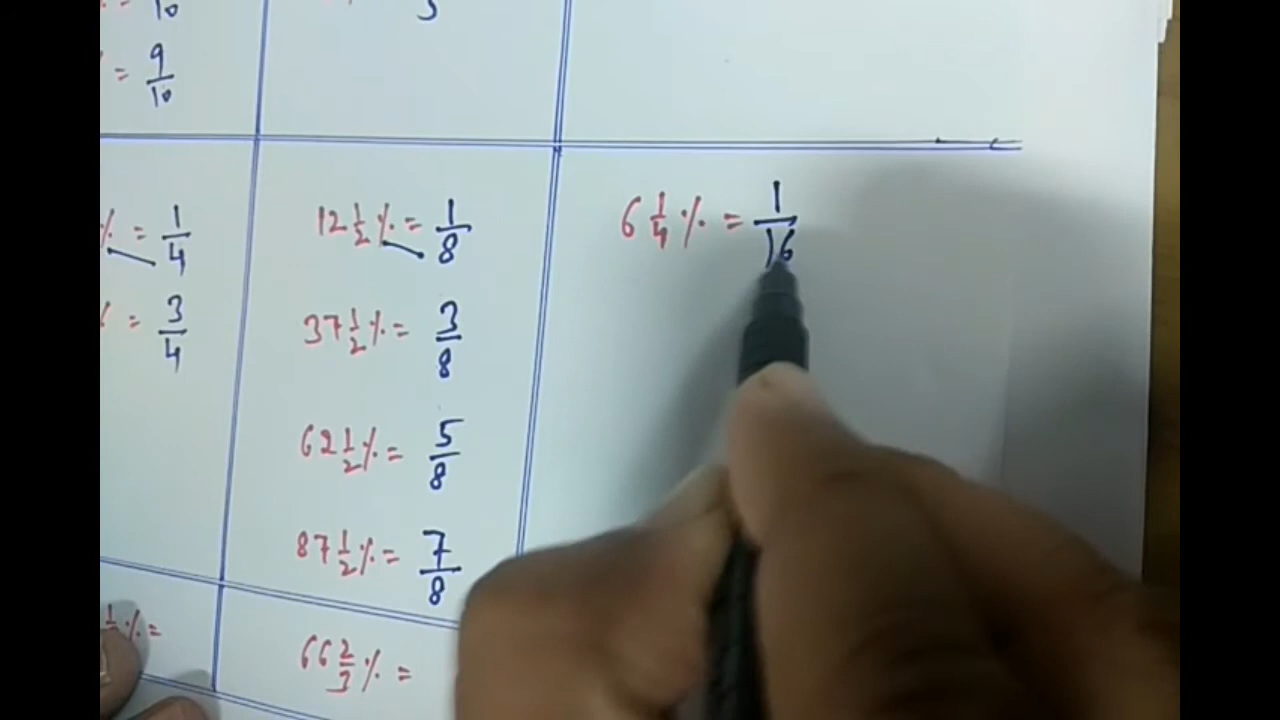 = 9/10
% = 1/4
= 3/4
12 1/2 % = 1/8
37 1/2 % = 3/8
62 1/2 % = 5/8
87 1/2 % = 7/8
6 1/4 % = 1/16
% =
66 2/3 % =